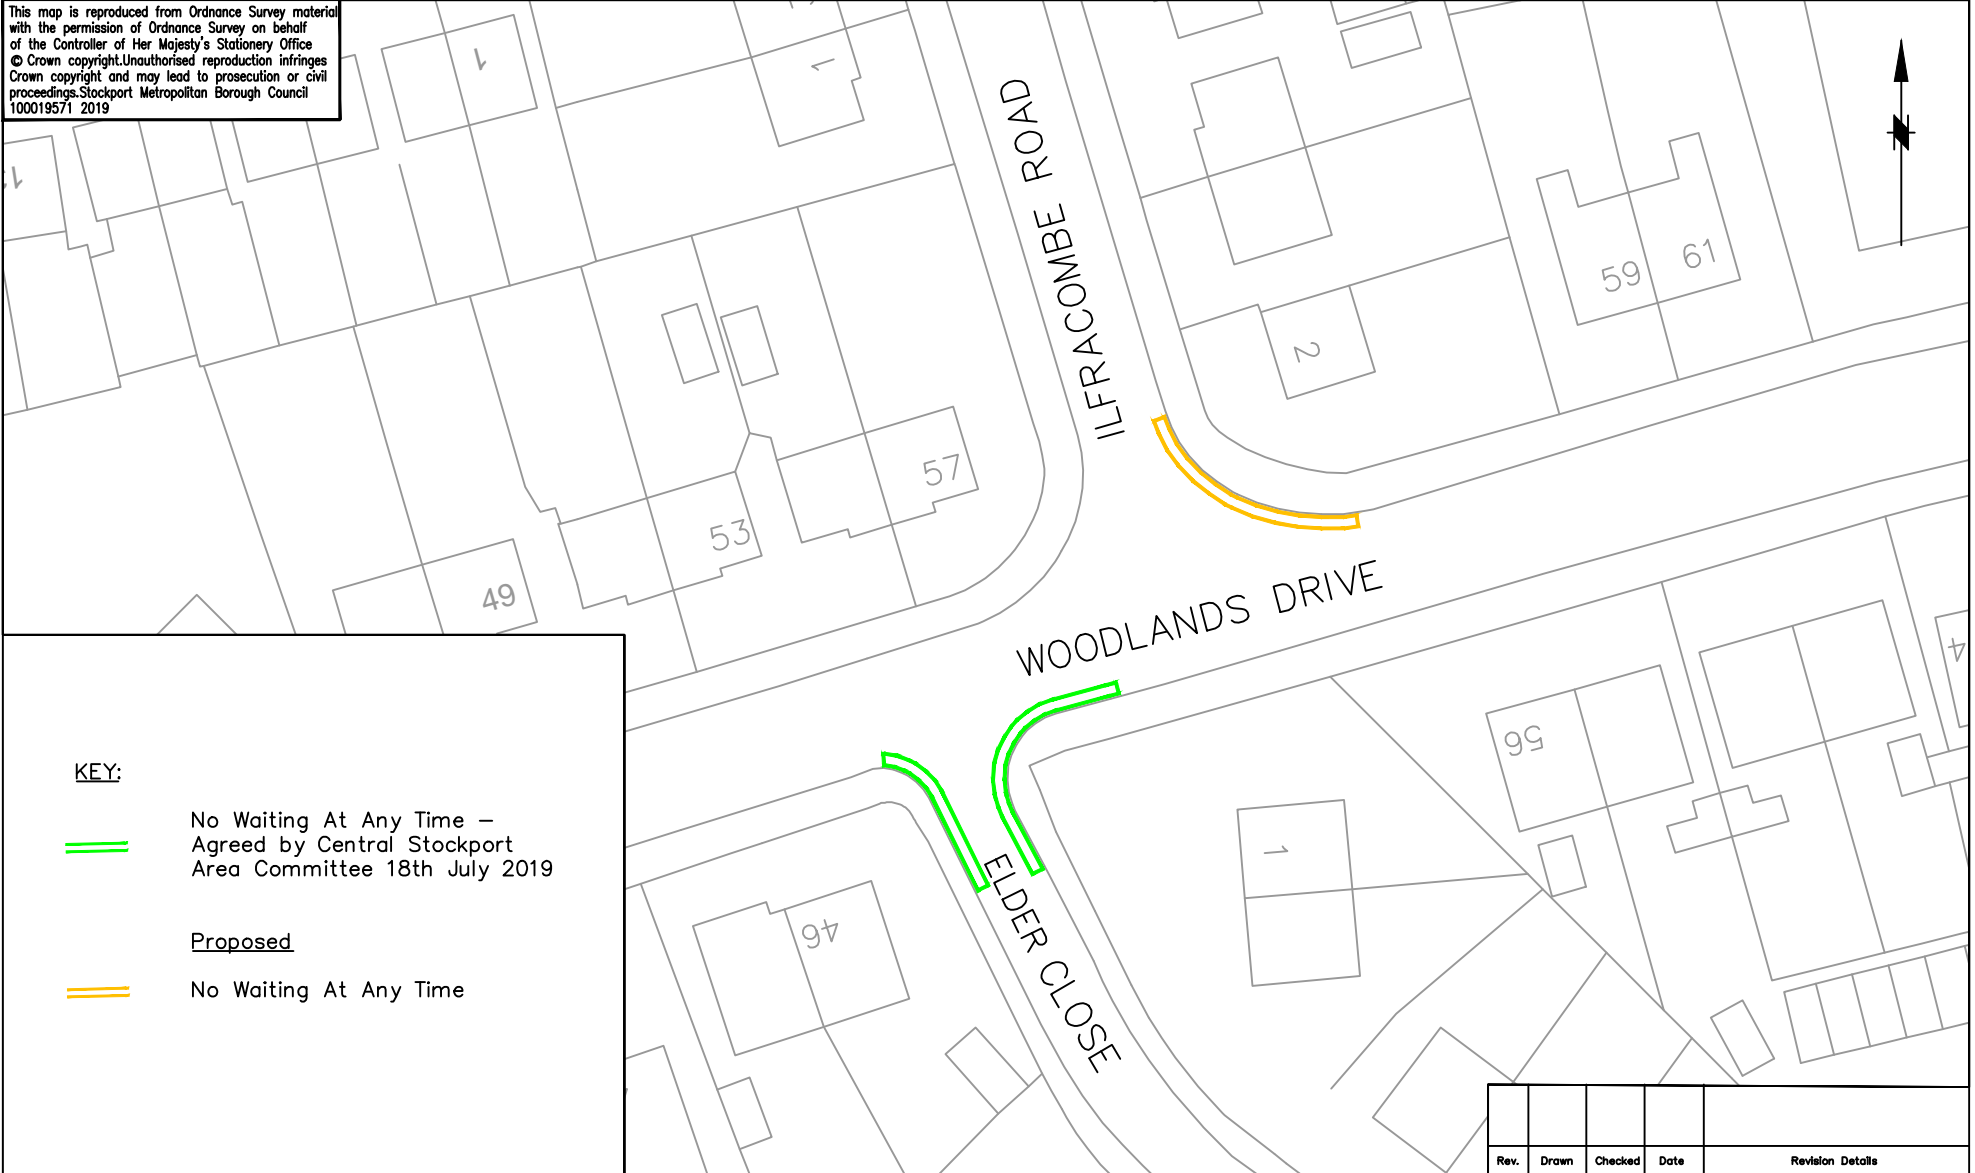 This map is reproduced from Ordnance Survey material
with the permission of Ordnance Survey on behalf
of the Controller of Her Majesty's Stationery Office
© Crown copyright.Unauthorised reproduction infringes
Crown copyright and may lead to prosecution or civil
proceedings.Stockport Metropolitan Borough Council
100019571 2019
1
1
N
ILFRACOMBE ROAD
59
61
2
57
53
49
WOODLANDS DRIVE
56
4
1
46
ELDER CLOSE
KEY:
No Waiting At Any Time –
Agreed by Central Stockport
Area Committee 18th July 2019
Proposed
No Waiting At Any Time
Rev. Drawn Checked Date Revision Details